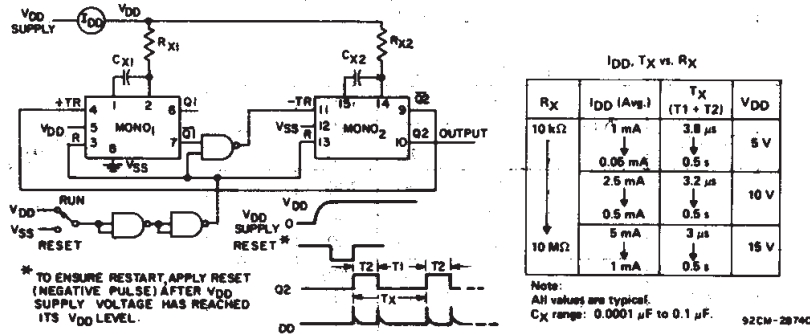 VDD SUPPLY IDD VDD
RX1
RX2
CX1
CX2
+TR 4 1 2 6 Q1
VDD 5 MONO1 7 Q1
R 3 8
VSS
-TR 11 15 14 9 Q2
VSS 12 MONO2
R 13 10 Q2 OUTPUT
VDD RUN
VSS
RESET
VDD
VDD SUPPLY 0
RESET *
T2 T1 T2
Q2
TX
DD
* TO ENSURE RESTART, APPLY RESET
(NEGATIVE PULSE) AFTER VDD
SUPPLY VOLTAGE HAS REACHED
ITS VDD LEVEL.
IDD, TX vs. RX
RX IDD (Avg.) TX (T1 + T2) VDD
10 kΩ 1 mA 3.8 µs 5 V
0.05 mA 0.5 s
2.5 mA 3.2 µs 10 V
0.5 mA 0.5 s
5 mA 3 µs 15 V
10 MΩ 1 mA 0.5 s
Note:
All values are typical.
CX range: 0.0001 µF to 0.1 µF.
92CM-28740